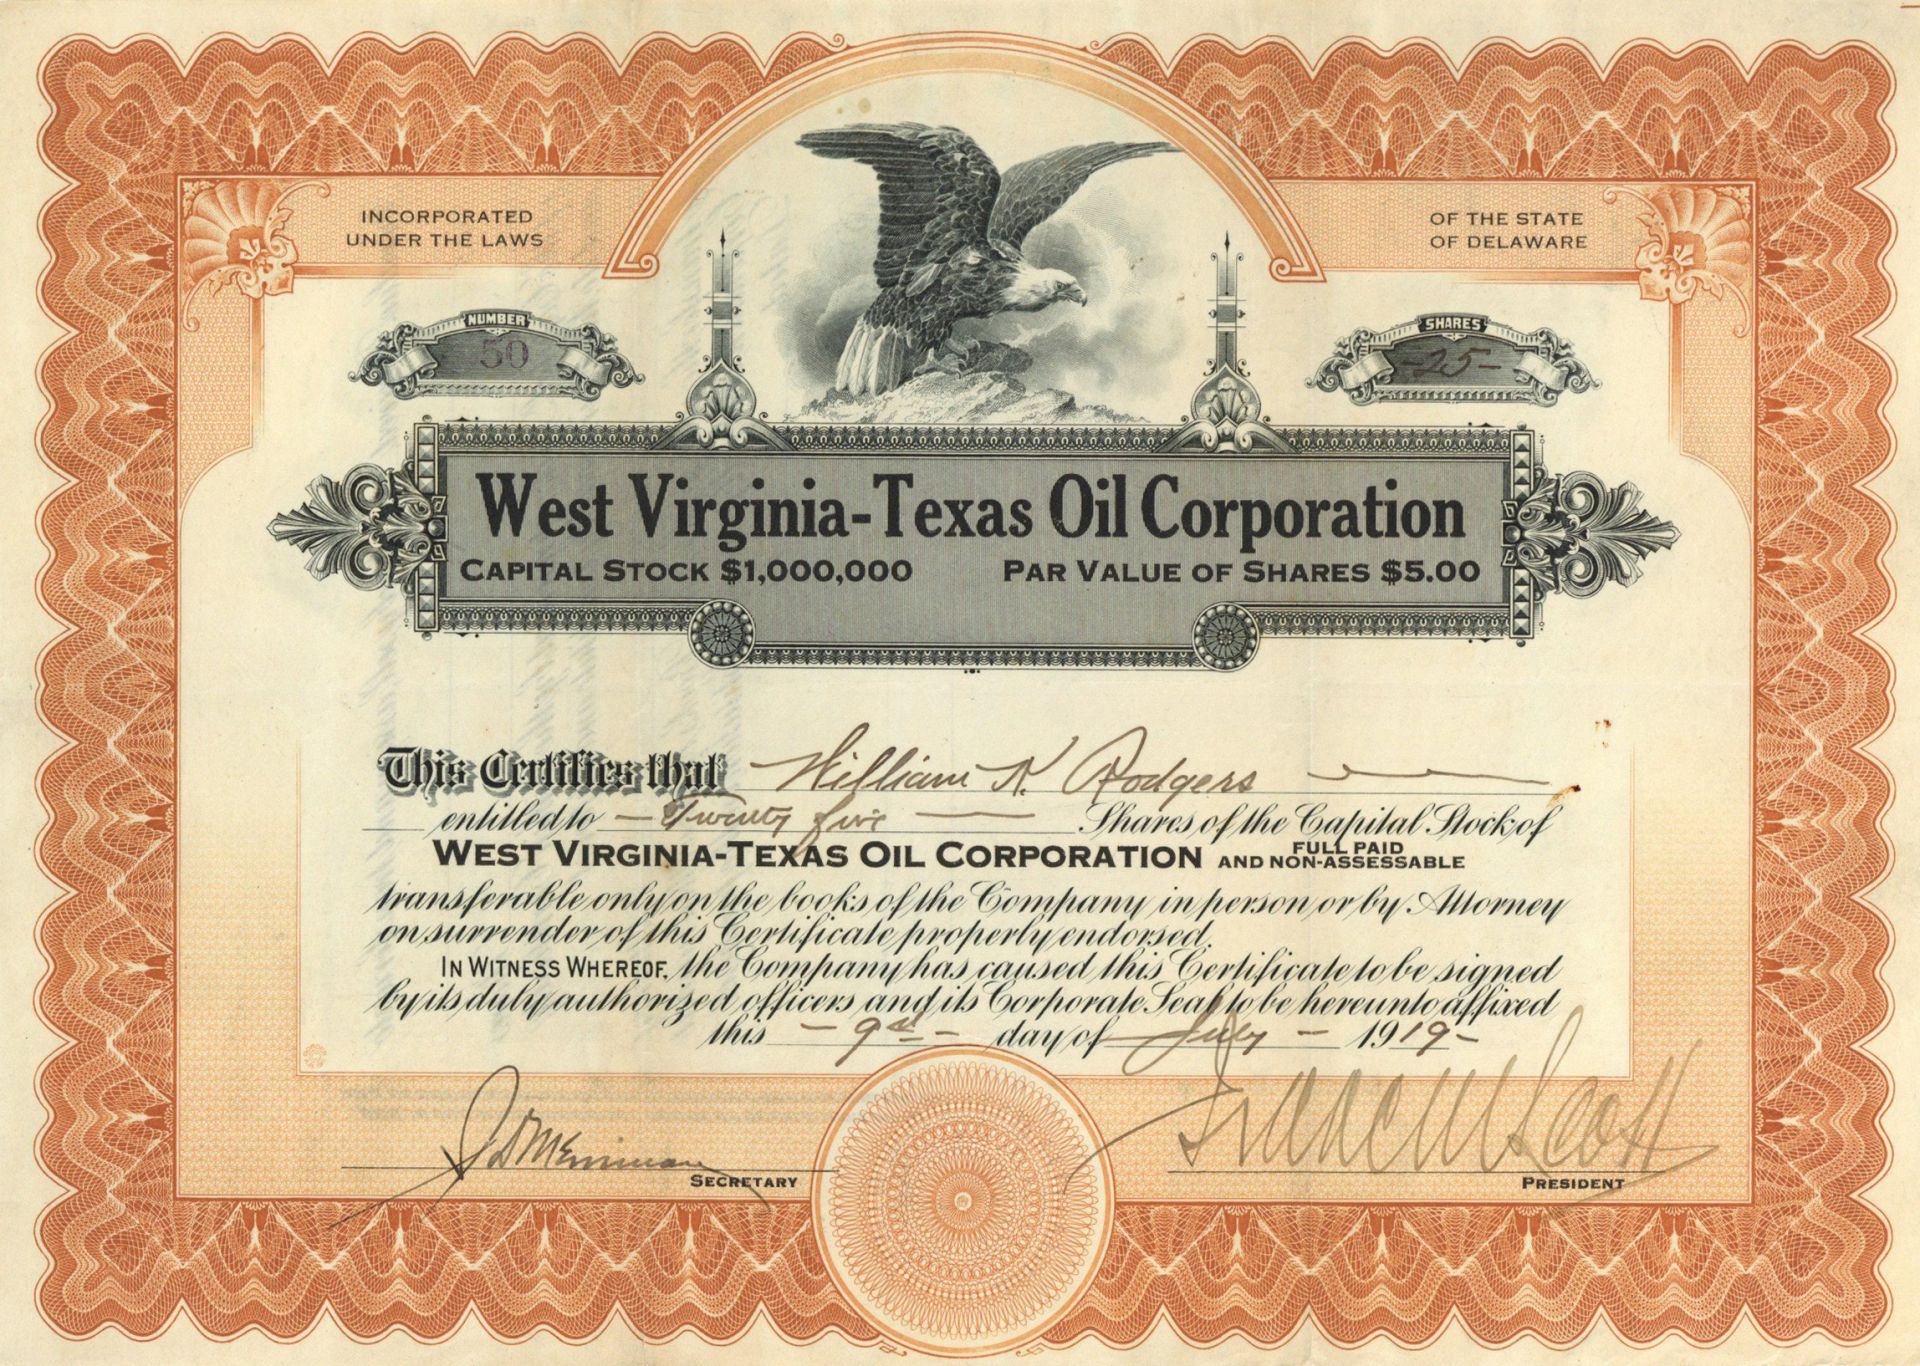 INCORPORATED
UNDER THE LAWS
OF THE STATE
OF DELAWARE
NUMBER
50
SHARES
-25-
West Virginia-Texas Oil Corporation
CAPITAL STOCK $1,000,000 PAR VALUE OF SHARES $5.00
This Certifies that William K. Rodgers
entitled to - Twenty five - Shares of the Capital Stock of
WEST VIRGINIA-TEXAS OIL CORPORATION FULL PAID AND NON-ASSESSABLE
transferable only on the books of the Company in person or by Attorney
on surrender of this Certificate properly endorsed.
IN WITNESS WHEREOF, the Company has caused this Certificate to be signed
by its duly authorized officers and its Corporate Seal to be hereunto affixed
this - 9th - day of July - 1919-
Merriman
Scott
SECRETARY
PRESIDENT